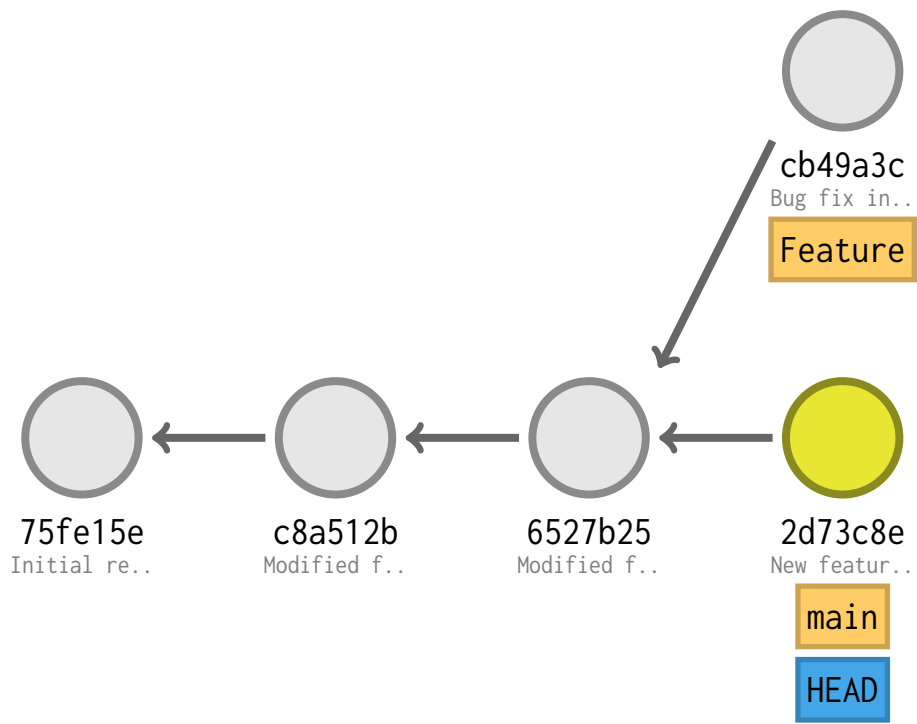 cb49a3c
Bug fix in..
Feature
75fe15e
Initial re..
c8a512b
Modified f..
6527b25
Modified f..
2d73c8e
New featur..
main
HEAD